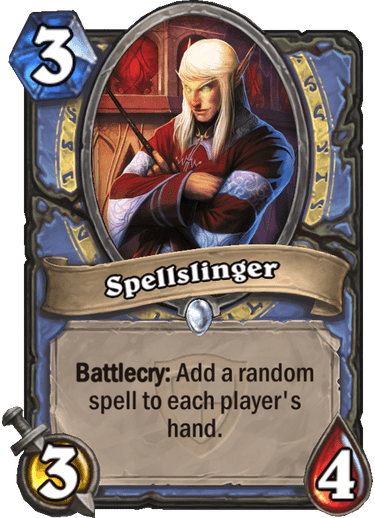 3
Spellslinger
Battlecry: Add a random
spell to each player's
hand.
3
4